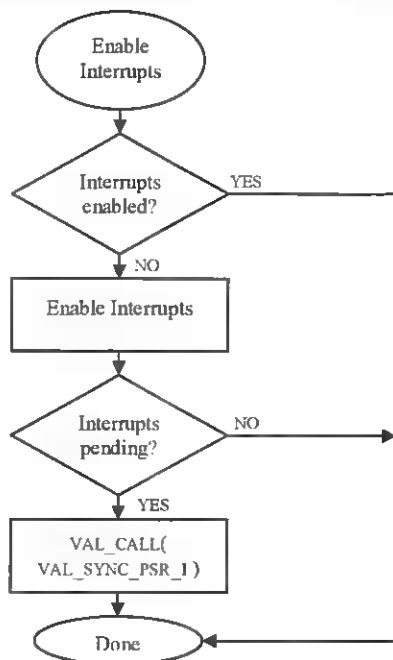 Enable
Interrupts
Interrupts
enabled?
YES
NO
Enable Interrupts
Interrupts
pending?
NO
YES
VAL_CALL(
VAL_SYNC_PSR_1 )
Done